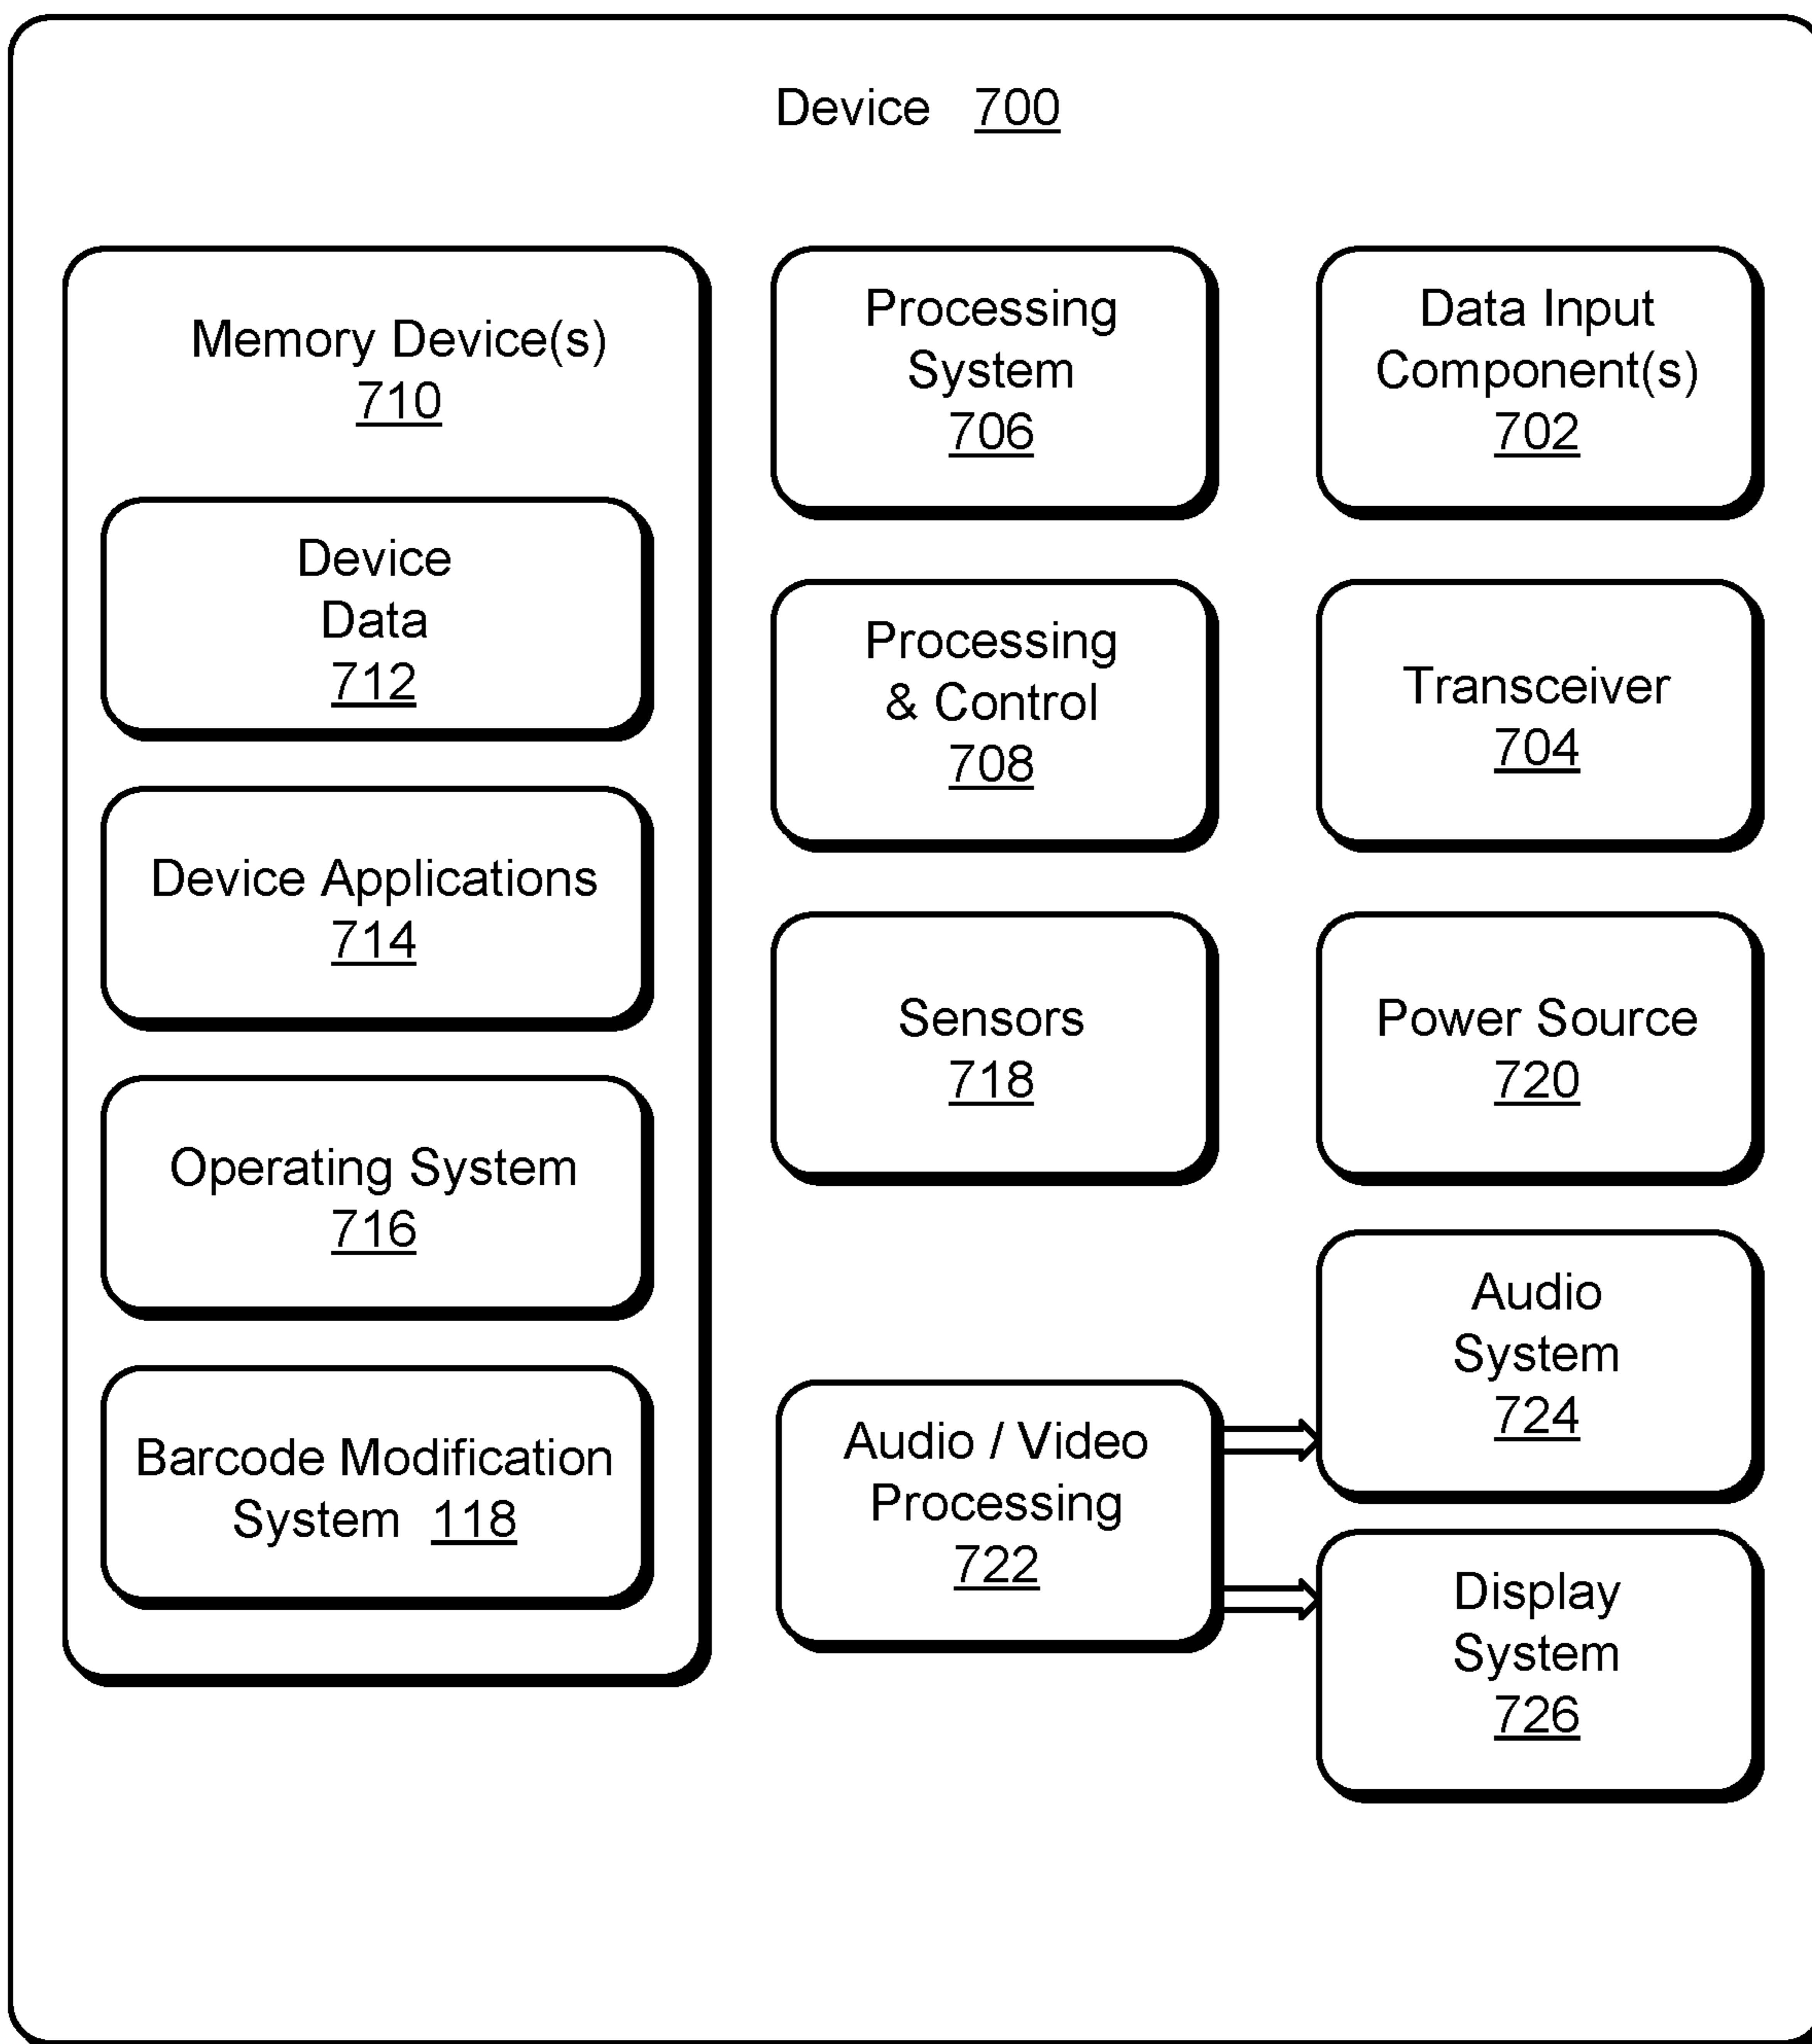 Device 700
Memory Device(s)
710
Device
Data
712
Device Applications
714
Operating System
716
Barcode Modification
System 118
Processing
System
706
Data Input
Component(s)
702
Processing
& Control
708
Transceiver
704
Sensors
718
Power Source
720
Audio / Video
Processing
722
Audio
System
724
Display
System
726